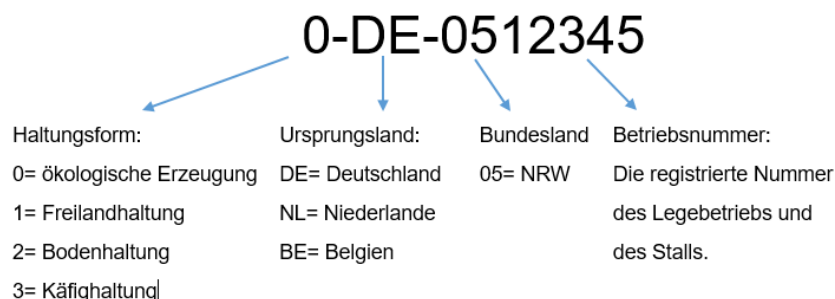 0-DE-0512345
Haltungsform:
0= ökologische Erzeugung
1= Freilandhaltung
2= Bodenhaltung
3= Käfighaltung
Ursprungsland:
DE= Deutschland
NL= Niederlande
BE= Belgien
Bundesland
05= NRW
Betriebsnummer:
Die registrierte Nummer
des Legebetriebs und
des Stalls.